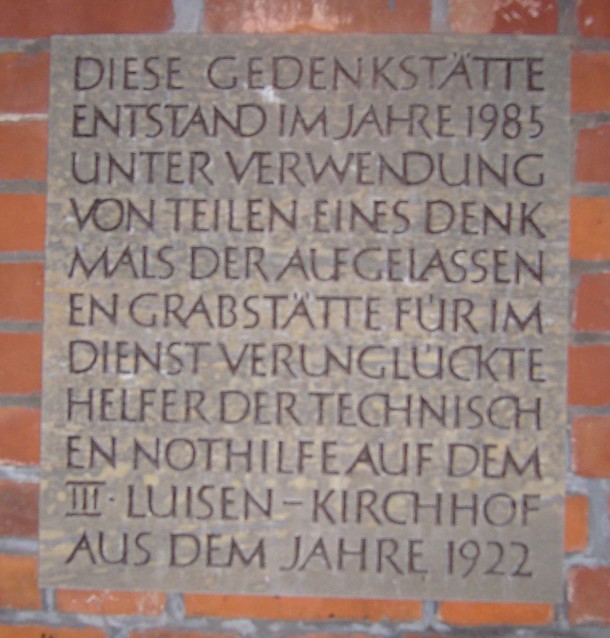 DIESE GEDENKSTÄTTE
ENTSTAND IM JAHRE 1985
UNTER VERWENDUNG
VON TEILEN EINES DENK
MALS DER AUFGELASSEN
EN GRABSTÄTTE FÜR IM
DIENST VERUNGLÜCKTE
HELFER DER TECHNISCH
EN NOTHILFE AUF DEM
III · LUISEN-KIRCHHOF
AUS DEM JAHRE 1922